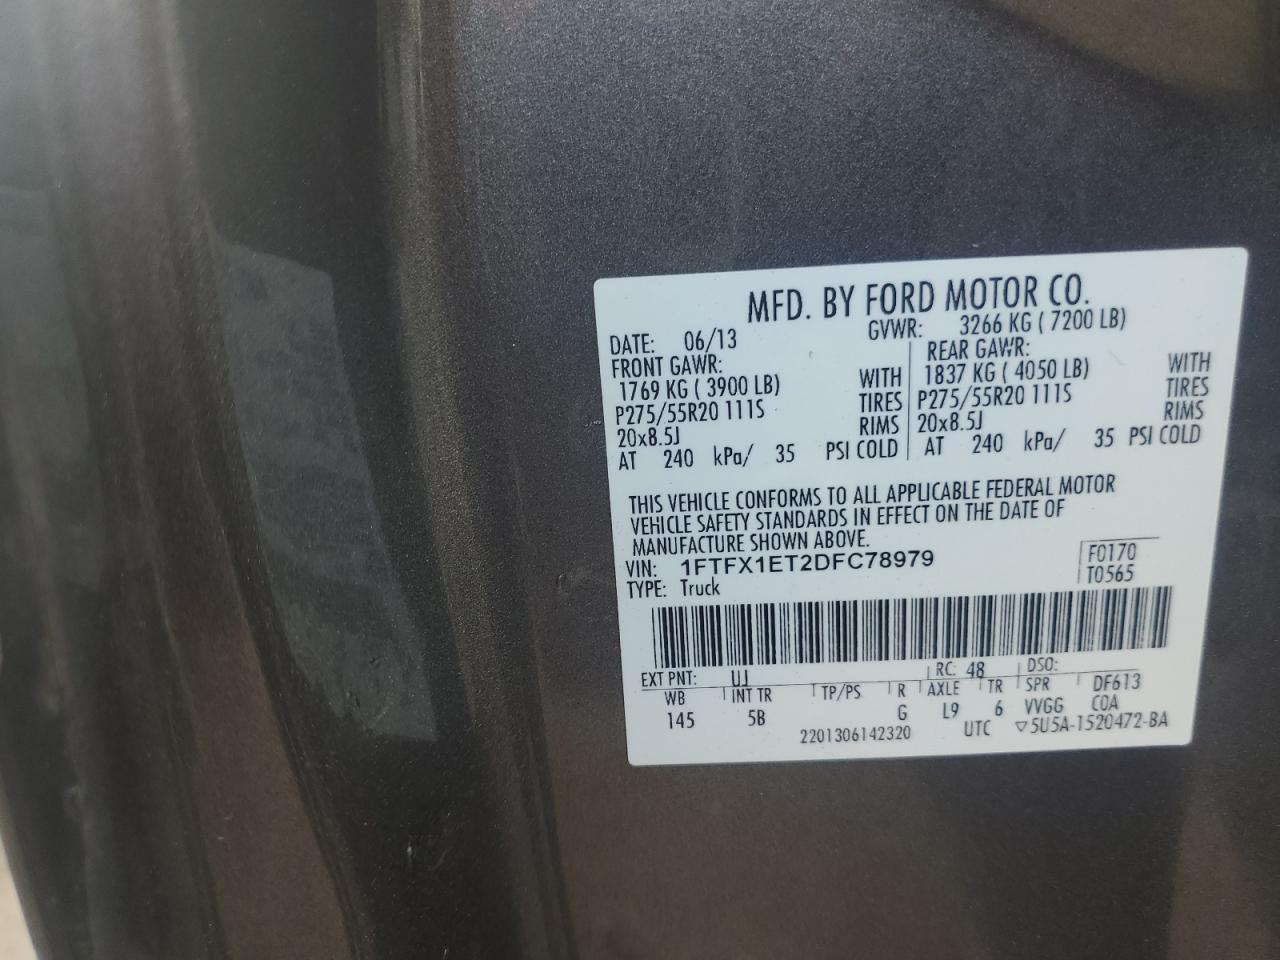 MFD. BY FORD MOTOR CO.
DATE: 06/13 GVWR: 3266 KG ( 7200 LB)
FRONT GAWR: REAR GAWR:
1769 KG ( 3900 LB) WITH 1837 KG ( 4050 LB) WITH
P275/55R20 111S TIRES P275/55R20 111S TIRES
20x8.5J RIMS 20x8.5J RIMS
AT 240 kPa/ 35 PSI COLD AT 240 kPa/ 35 PSI COLD
THIS VEHICLE CONFORMS TO ALL APPLICABLE FEDERAL MOTOR
VEHICLE SAFETY STANDARDS IN EFFECT ON THE DATE OF
MANUFACTURE SHOWN ABOVE.
VIN: 1FTFX1ET2DFC78979 F0170
TYPE: Truck T0565
EXT PNT: UJ RC: 48 DSO:
WB INT TR TP/PS R AXLE TR SPR DF613
145 5B G L9 6 VVGG COA
2201306142320 UTC ▽5U5A-1520472-BA